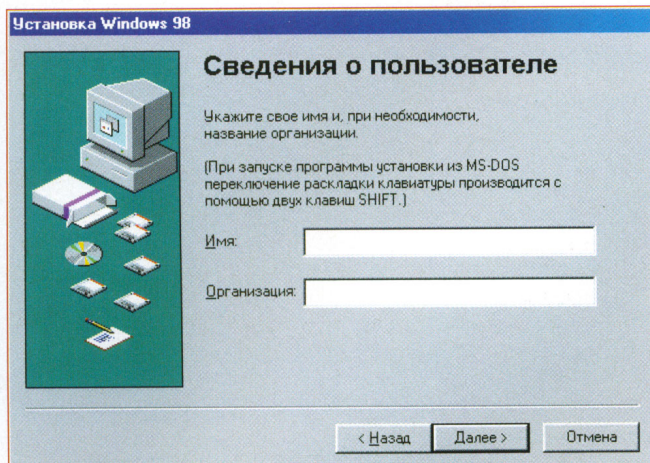 Установка Windows 98
Сведения о пользователе
Укажите свое имя и, при необходимости,
название организации.
(При запуске программы установки из MS-DOS
переключение раскладки клавиатуры производится с
помощью двух клавиш SHIFT.)
Имя:
Организация:
< Назад
Далее >
Отмена